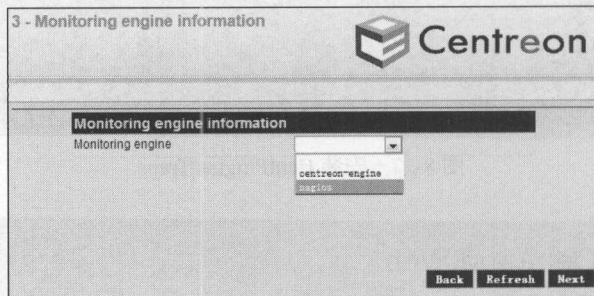 3 - Monitoring engine information
Centreon
Monitoring engine information
Monitoring engine
centreon-engine
nagios
Back Refresh Next